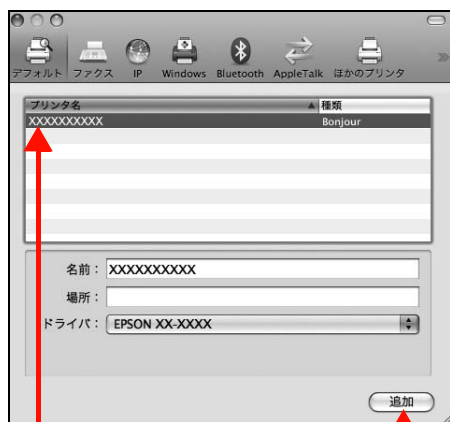 デフォルト ファクス IP Windows Bluetooth AppleTalk ほかのプリンタ
プリンタ名 種類
XXXXXXXXXX Bonjour
名前： XXXXXXXXXX
場所：
ドライバ： EPSON XX-XXXX
追加